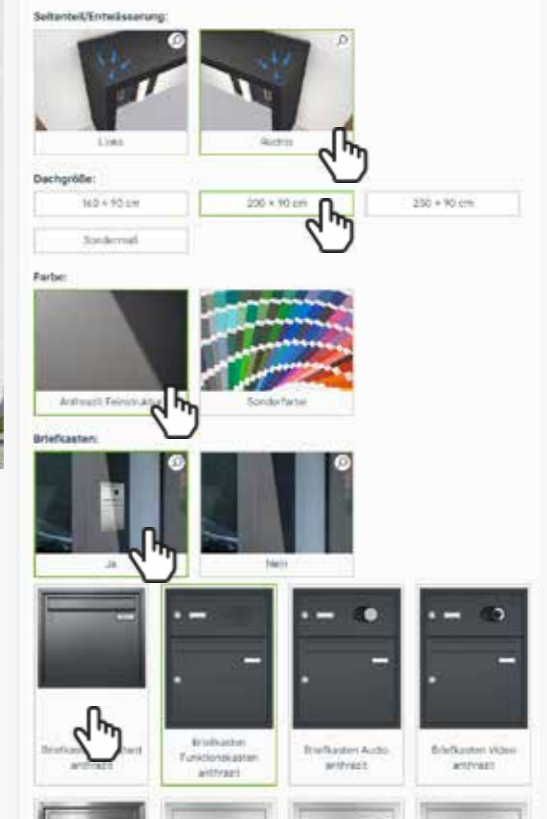 Seitenteil/Entwässerung:
Links
Rechts
Dachgröße:
160 × 90 cm
200 × 90 cm
250 × 90 cm
Sondermaß
Farbe:
Anthrazit Feinstruktur
Sonderfarbe
Briefkasten:
Ja
Nein
Briefkasten
anthrazit
Briefkasten
Funktionskasten
anthrazit
Briefkasten Audio
anthrazit
Briefkasten Video
anthrazit